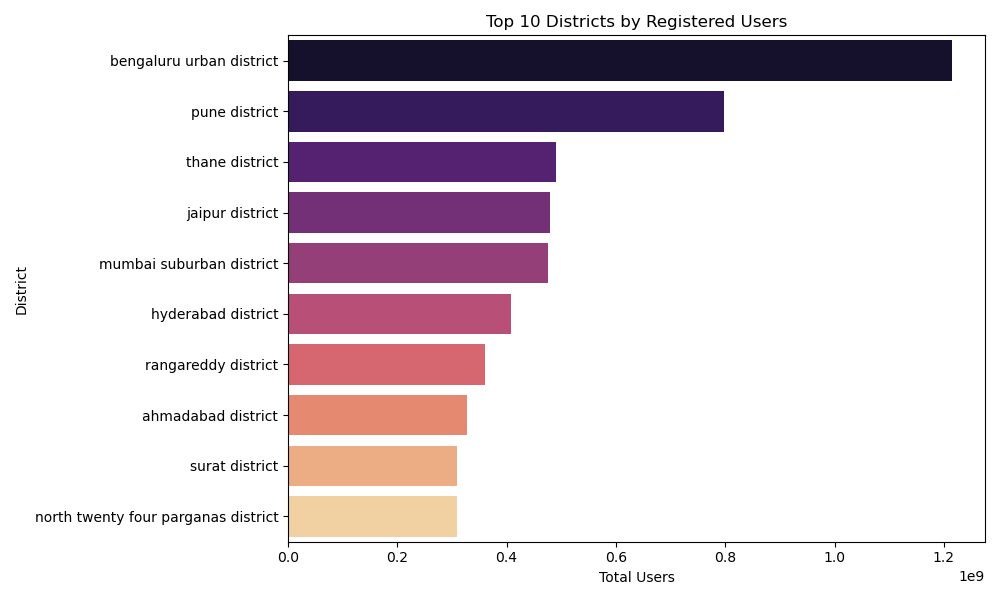 Top 10 Districts by Registered Users
District
bengaluru urban district
pune district
thane district
jaipur district
mumbai suburban district
hyderabad district
rangareddy district
ahmadabad district
surat district
north twenty four parganas district
0.0 0.2 0.4 0.6 0.8 1.0 1.2
1e9
Total Users